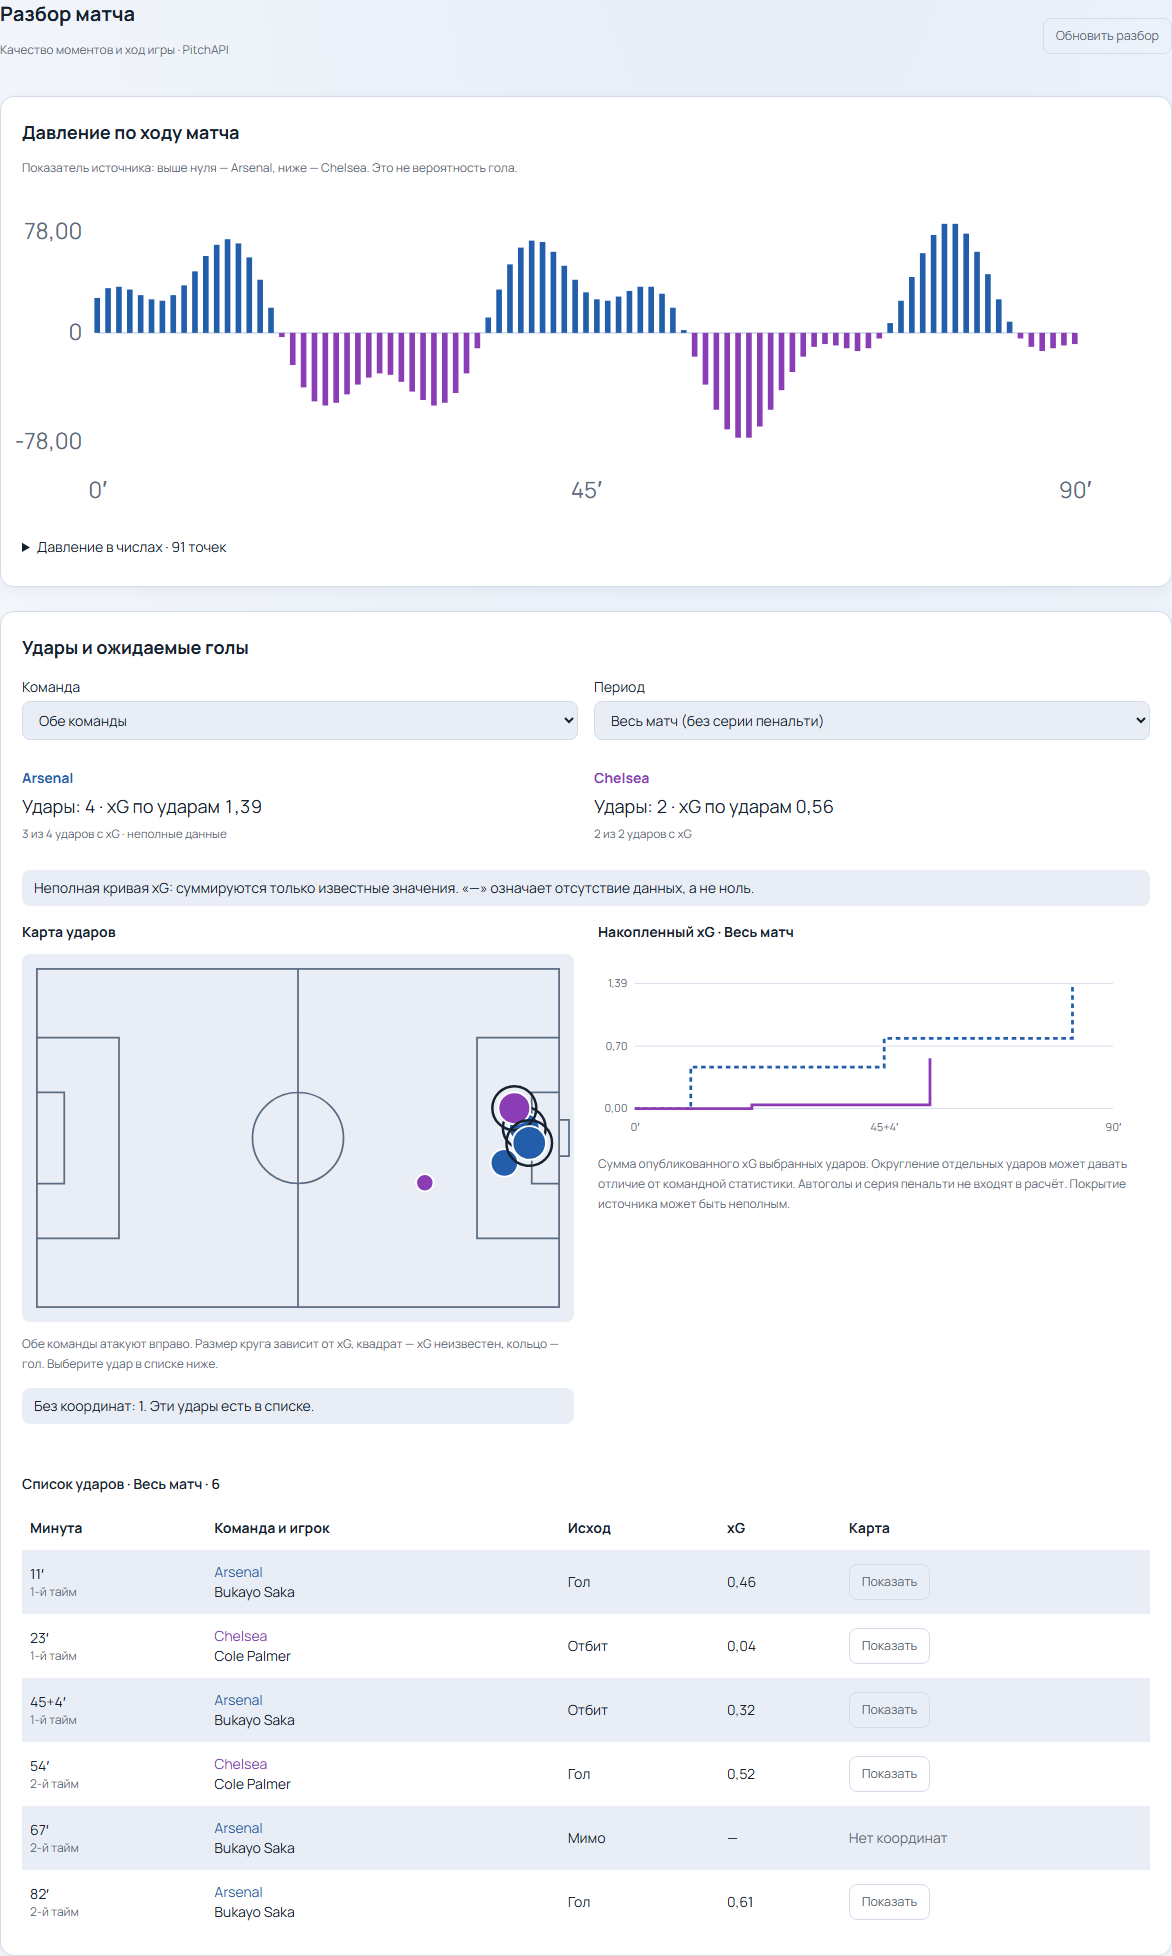 Разбор матча
Качество моментов и ход игры · PitchAPI
Обновить разбор
Давление по ходу матча
Показатель источника: выше нуля — Arsenal, ниже — Chelsea. Это не вероятность гола.
78,00
0
-78,00
0′
45′
90′
▶ Давление в числах · 91 точек
Удары и ожидаемые голы
Команда
Обе команды
Период
Весь матч (без серии пенальти)
Arsenal
Удары: 4 · xG по ударам 1,39
3 из 4 ударов с xG · неполные данные
Chelsea
Удары: 2 · xG по ударам 0,56
2 из 2 ударов с xG
Неполная кривая xG: суммируются только известные значения. «—» означает отсутствие данных, а не ноль.
Карта ударов
Обе команды атакуют вправо. Размер круга зависит от xG, квадрат — xG неизвестен, кольцо —
гол. Выберите удар в списке ниже.
Без координат: 1. Эти удары есть в списке.
Накопленный xG · Весь матч
1,39
0,70
0,00
0′
45+4′
90′
Сумма опубликованного xG выбранных ударов. Округление отдельных ударов может давать
отличие от командной статистики. Автоголы и серия пенальти не входят в расчёт. Покрытие
источника может быть неполным.
Список ударов · Весь матч · 6
Минута Команда и игрок Исход xG Карта
11′
1-й тайм
Arsenal
Bukayo Saka
Гол
0,46
Показать
23′
1-й тайм
Chelsea
Cole Palmer
Отбит
0,04
Показать
45+4′
1-й тайм
Arsenal
Bukayo Saka
Отбит
0,32
Показать
54′
2-й тайм
Chelsea
Cole Palmer
Гол
0,52
Показать
67′
2-й тайм
Arsenal
Bukayo Saka
Мимо
—
Нет координат
82′
2-й тайм
Arsenal
Bukayo Saka
Гол
0,61
Показать